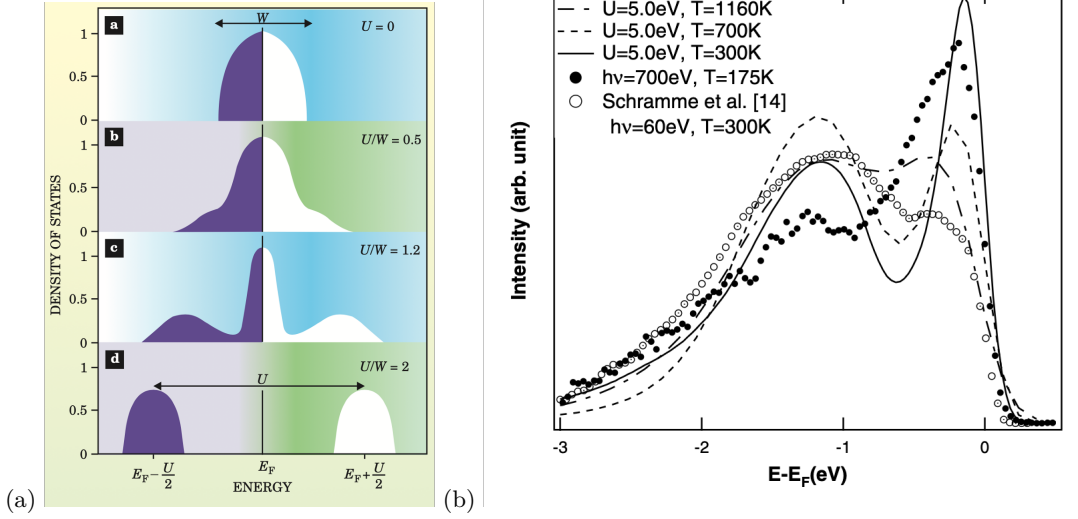 (a)
DENSITY OF STATES
a
W
U = 0
1
0.5
0
b
U/W = 0.5
1
0.5
0
c
U/W = 1.2
1
0.5
0
d
U/W = 2
U
1
0.5
0
E_F − U/2
E_F
E_F + U/2
ENERGY
(b)
U=5.0eV, T=1160K
U=5.0eV, T=700K
U=5.0eV, T=300K
hν=700eV, T=175K
Schramme et al. [14]
hν=60eV, T=300K
Intensity (arb. unit)
-3
-2
-1
0
E-E_F(eV)